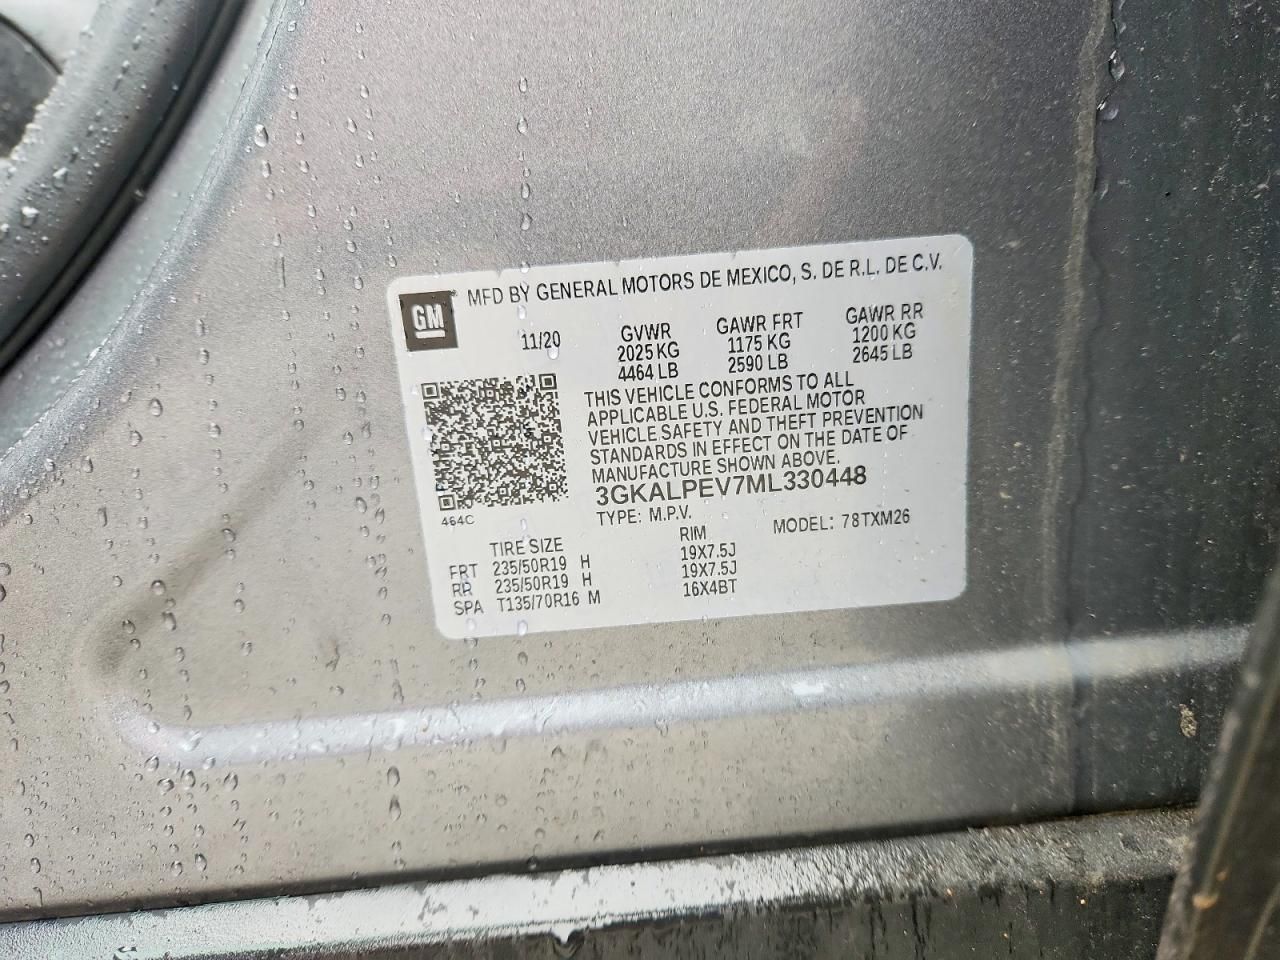 GM
MFD BY GENERAL MOTORS DE MEXICO, S. DE R.L. DE C.V.
11/20 GVWR GAWR FRT GAWR RR
2025 KG 1175 KG 1200 KG
4464 LB 2590 LB 2645 LB
THIS VEHICLE CONFORMS TO ALL
APPLICABLE U.S. FEDERAL MOTOR
VEHICLE SAFETY AND THEFT PREVENTION
STANDARDS IN EFFECT ON THE DATE OF
MANUFACTURE SHOWN ABOVE.
3GKALPEV7ML330448
464C
TYPE: M.P.V. MODEL: 78TXM26
TIRE SIZE RIM
FRT 235/50R19 H 19X7.5J
RR 235/50R19 H 19X7.5J
SPA T135/70R16 M 16X4BT